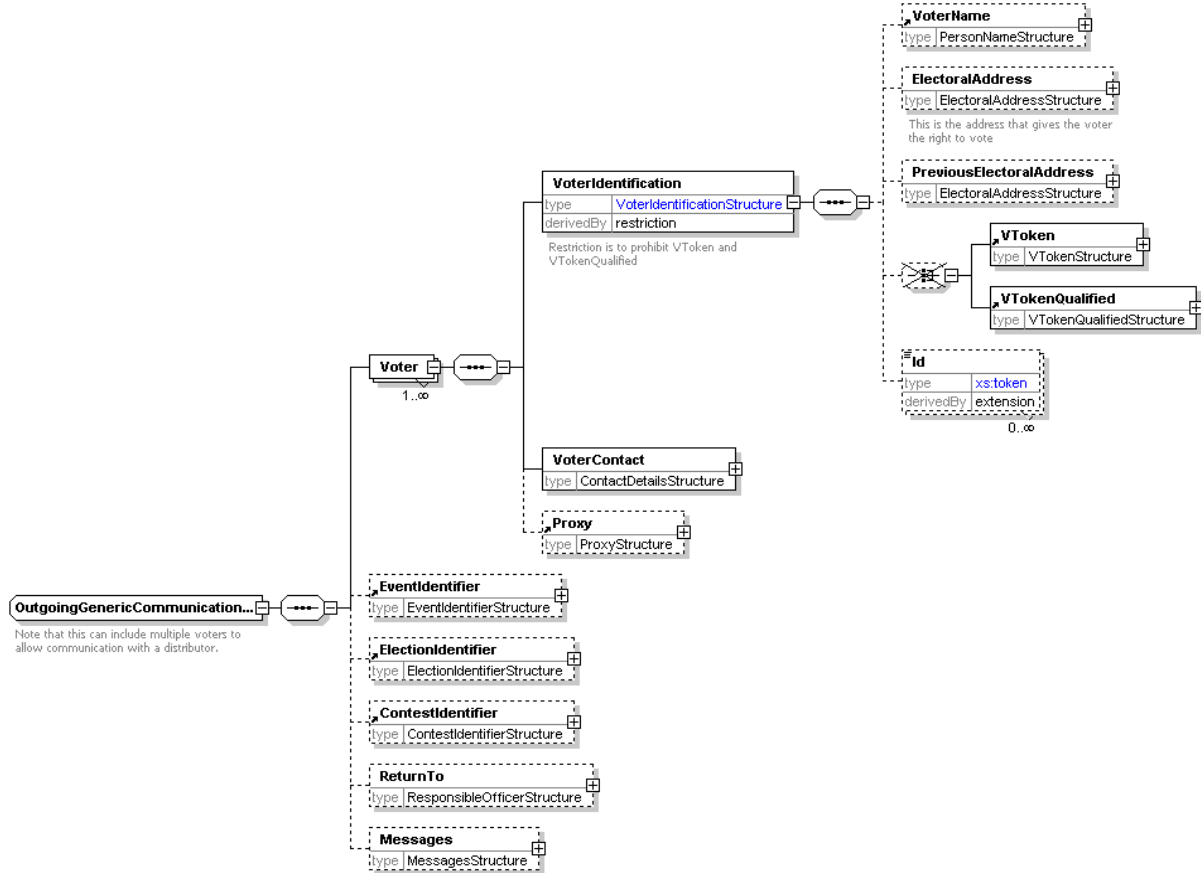 VoterName
type PersonNameStructure
ElectoralAddress
type ElectoralAddressStructure
This is the address that gives the voter
the right to vote
PreviousElectoralAddress
type ElectoralAddressStructure
VoterIdentification
type VoterIdentificationStructure
derivedBy restriction
Restriction is to prohibit VToken and
VTokenQualified
VToken
type VTokenStructure
VTokenQualified
type VTokenQualifiedStructure
Id
type xs:token
derivedBy extension
0..∞
Voter
1..∞
VoterContact
type ContactDetailsStructure
Proxy
type ProxyStructure
OutgoingGenericCommunication...
Note that this can include multiple voters to
allow communication with a distributor.
EventIdentifier
type EventIdentifierStructure
ElectionIdentifier
type ElectionIdentifierStructure
ContestIdentifier
type ContestIdentifierStructure
ReturnTo
type ResponsibleOfficerStructure
Messages
type MessagesStructure